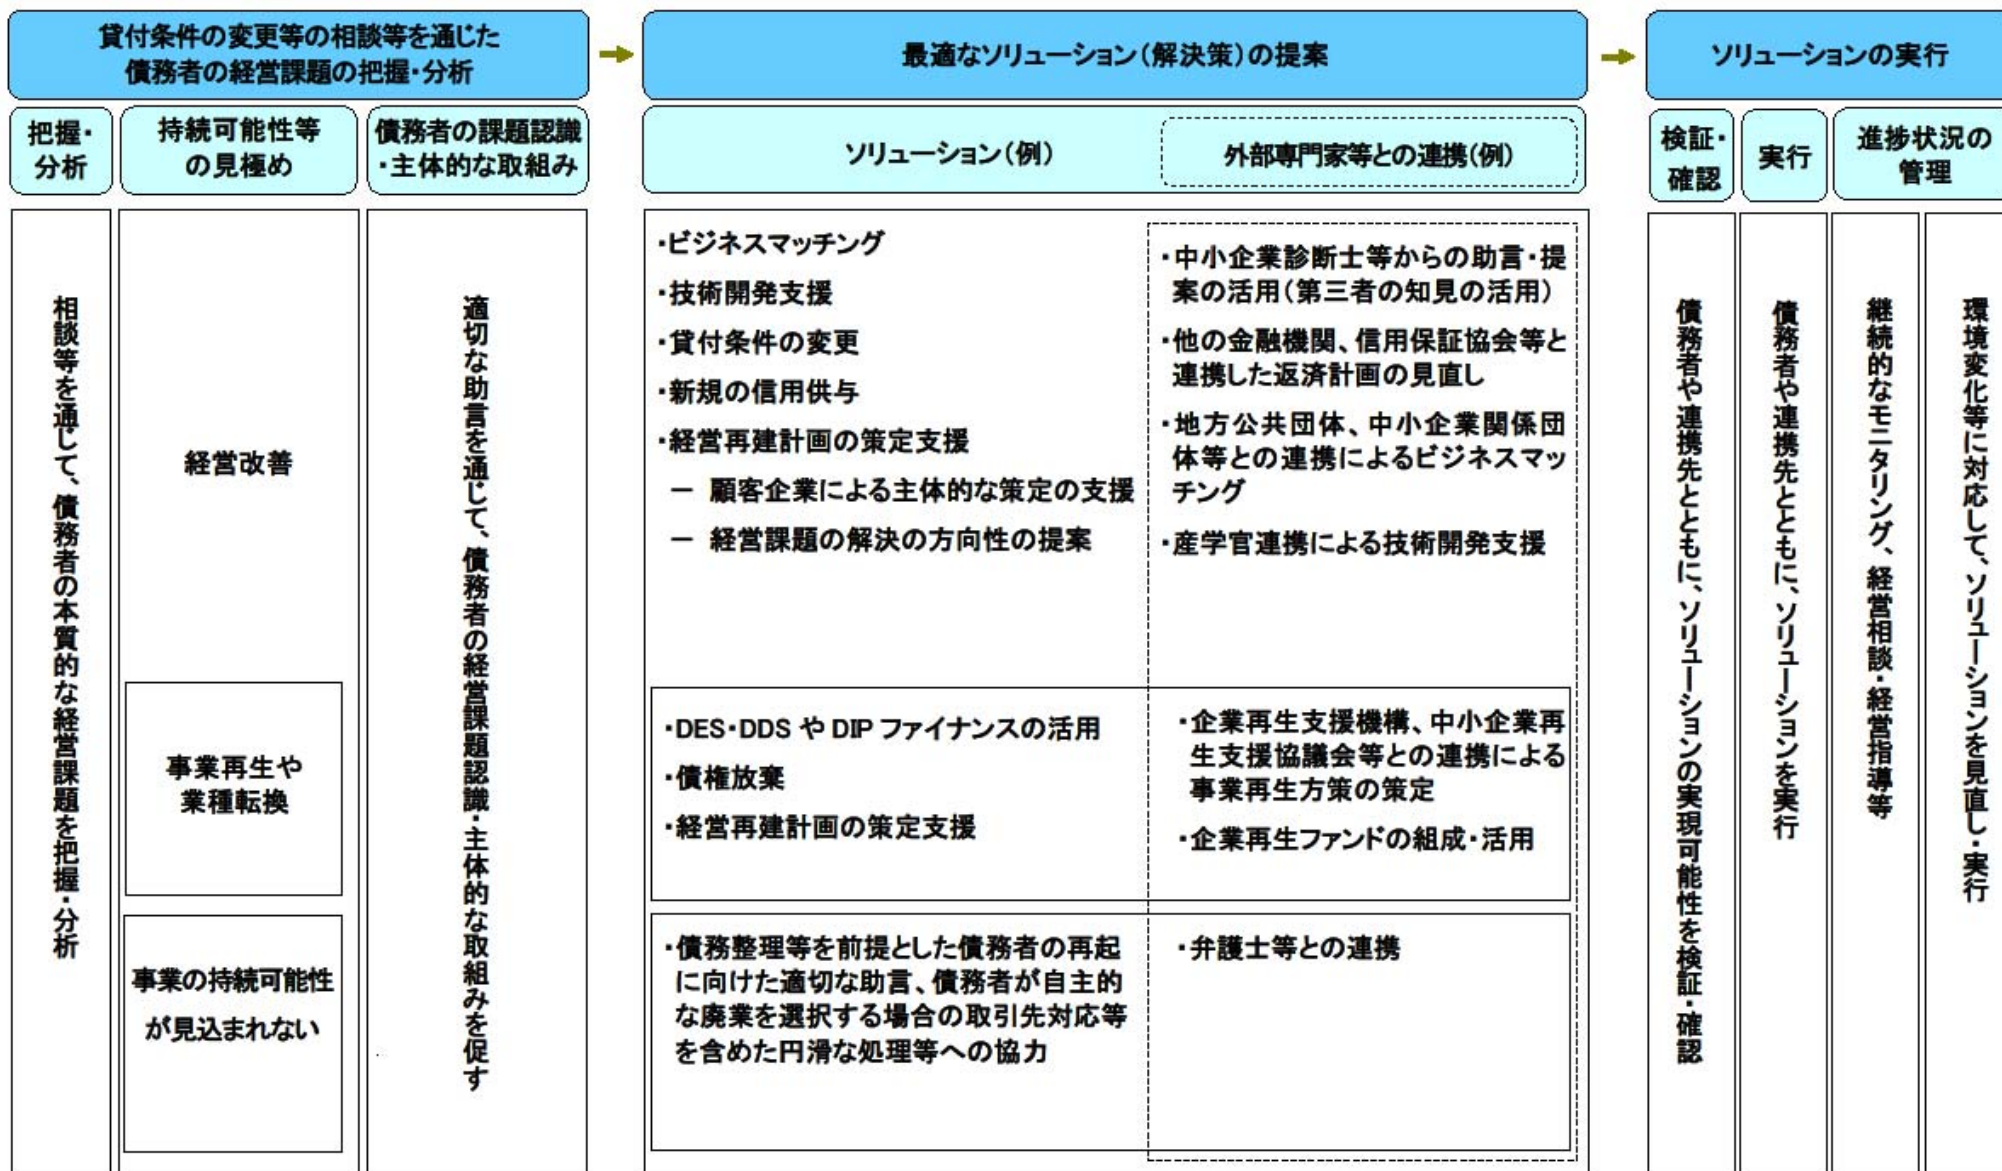 貸付条件の変更等の相談等を通じた
債務者の経営課題の把握・分析
最適なソリューション（解決策）の提案
ソリューションの実行
把握・
分析
持続可能性等
の見極め
債務者の課題認識
・主体的な取組み
ソリューション（例）
外部専門家等との連携（例）
検証・
確認
実行
進捗状況の
管理
相談等を通じて、債務者の本質的な経営課題を把握・分析
経営改善
事業再生や
業種転換
事業の持続可能性
が見込まれない
適切な助言を通じて、債務者の経営課題認識・主体的な取組みを促す
・ビジネスマッチング
・技術開発支援
・貸付条件の変更
・新規の信用供与
・経営再建計画の策定支援
－ 顧客企業による主体的な策定の支援
－ 経営課題の解決の方向性の提案
・中小企業診断士等からの助言・提
案の活用（第三者の知見の活用）
・他の金融機関、信用保証協会等と
連携した返済計画の見直し
・地方公共団体、中小企業関係団
体等との連携によるビジネスマッ
チング
・産学官連携による技術開発支援
・DES・DDS や DIP ファイナンスの活用
・債権放棄
・経営再建計画の策定支援
・企業再生支援機構、中小企業再
生支援協議会等との連携による
事業再生方策の策定
・企業再生ファンドの組成・活用
・債務整理等を前提とした債務者の再起
に向けた適切な助言、債務者が自主的
な廃業を選択する場合の取引先対応等
を含めた円滑な処理等への協力
・弁護士等との連携
債務者や連携先とともに、ソリューションの実現可能性を検証・確認
債務者や連携先とともに、ソリューションを実行
継続的なモニタリング、経営相談・経営指導等
環境変化等に対応して、ソリューションを見直し・実行